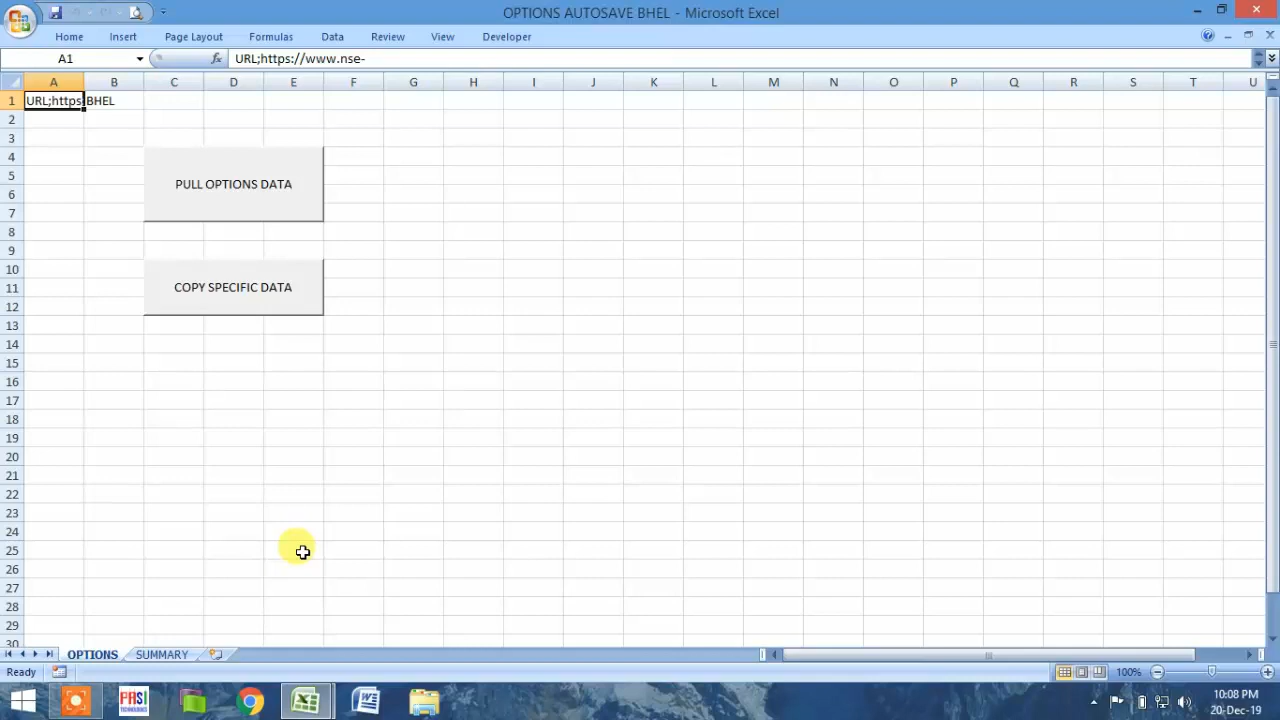 OPTIONS AUTOSAVE BHEL - Microsoft Excel
Home Insert Page Layout Formulas Data Review View Developer
A1 fx URL;https://www.nse-
A B C D E F G H I J K L M N O P Q R S T U
1 URL;https: BHEL
2
3
4
5
PULL OPTIONS DATA
6
7
8
9
10
11
COPY SPECIFIC DATA
12
13
14
15
16
17
18
19
20
21
22
23
24
25
26
27
28
29
30
OPTIONS SUMMARY
Ready 100%
PASI TECHNOLOGIES
10:08 PM
20-Dec-19